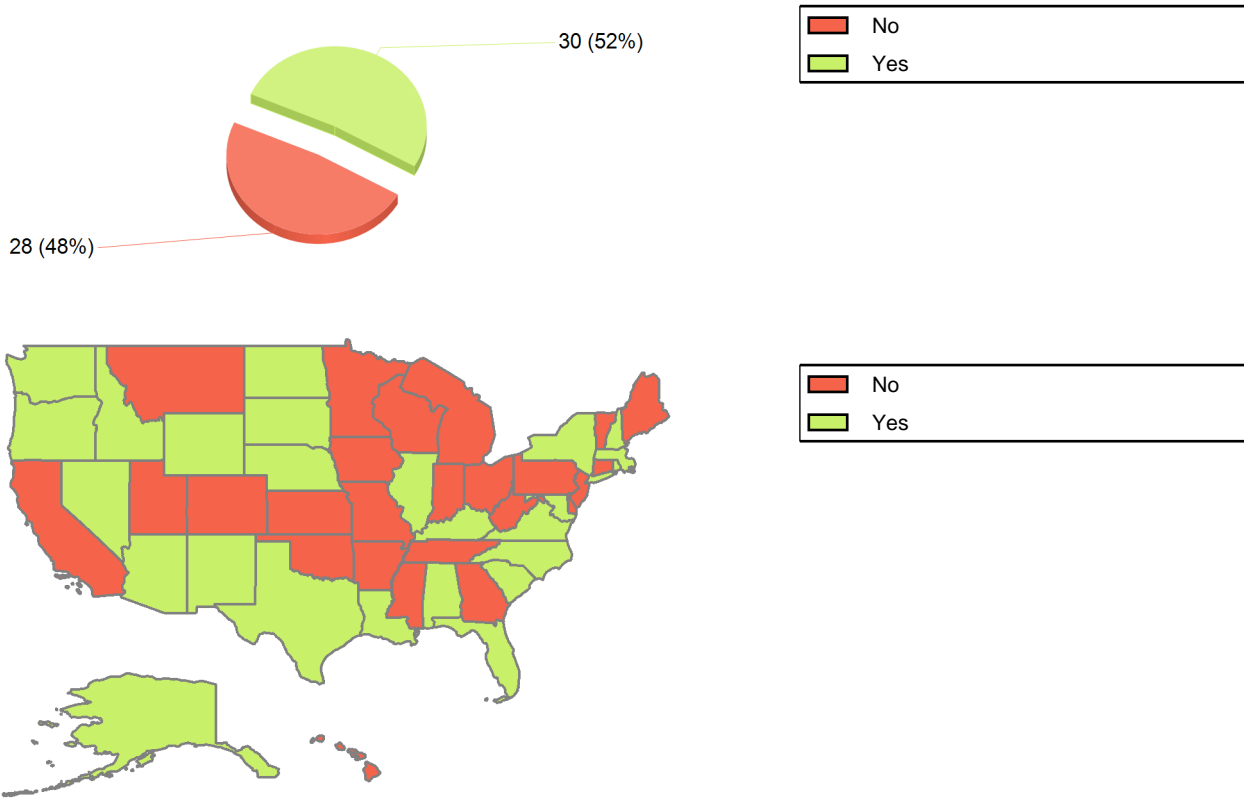 30 (52%)
28 (48%)
No
Yes
No
Yes